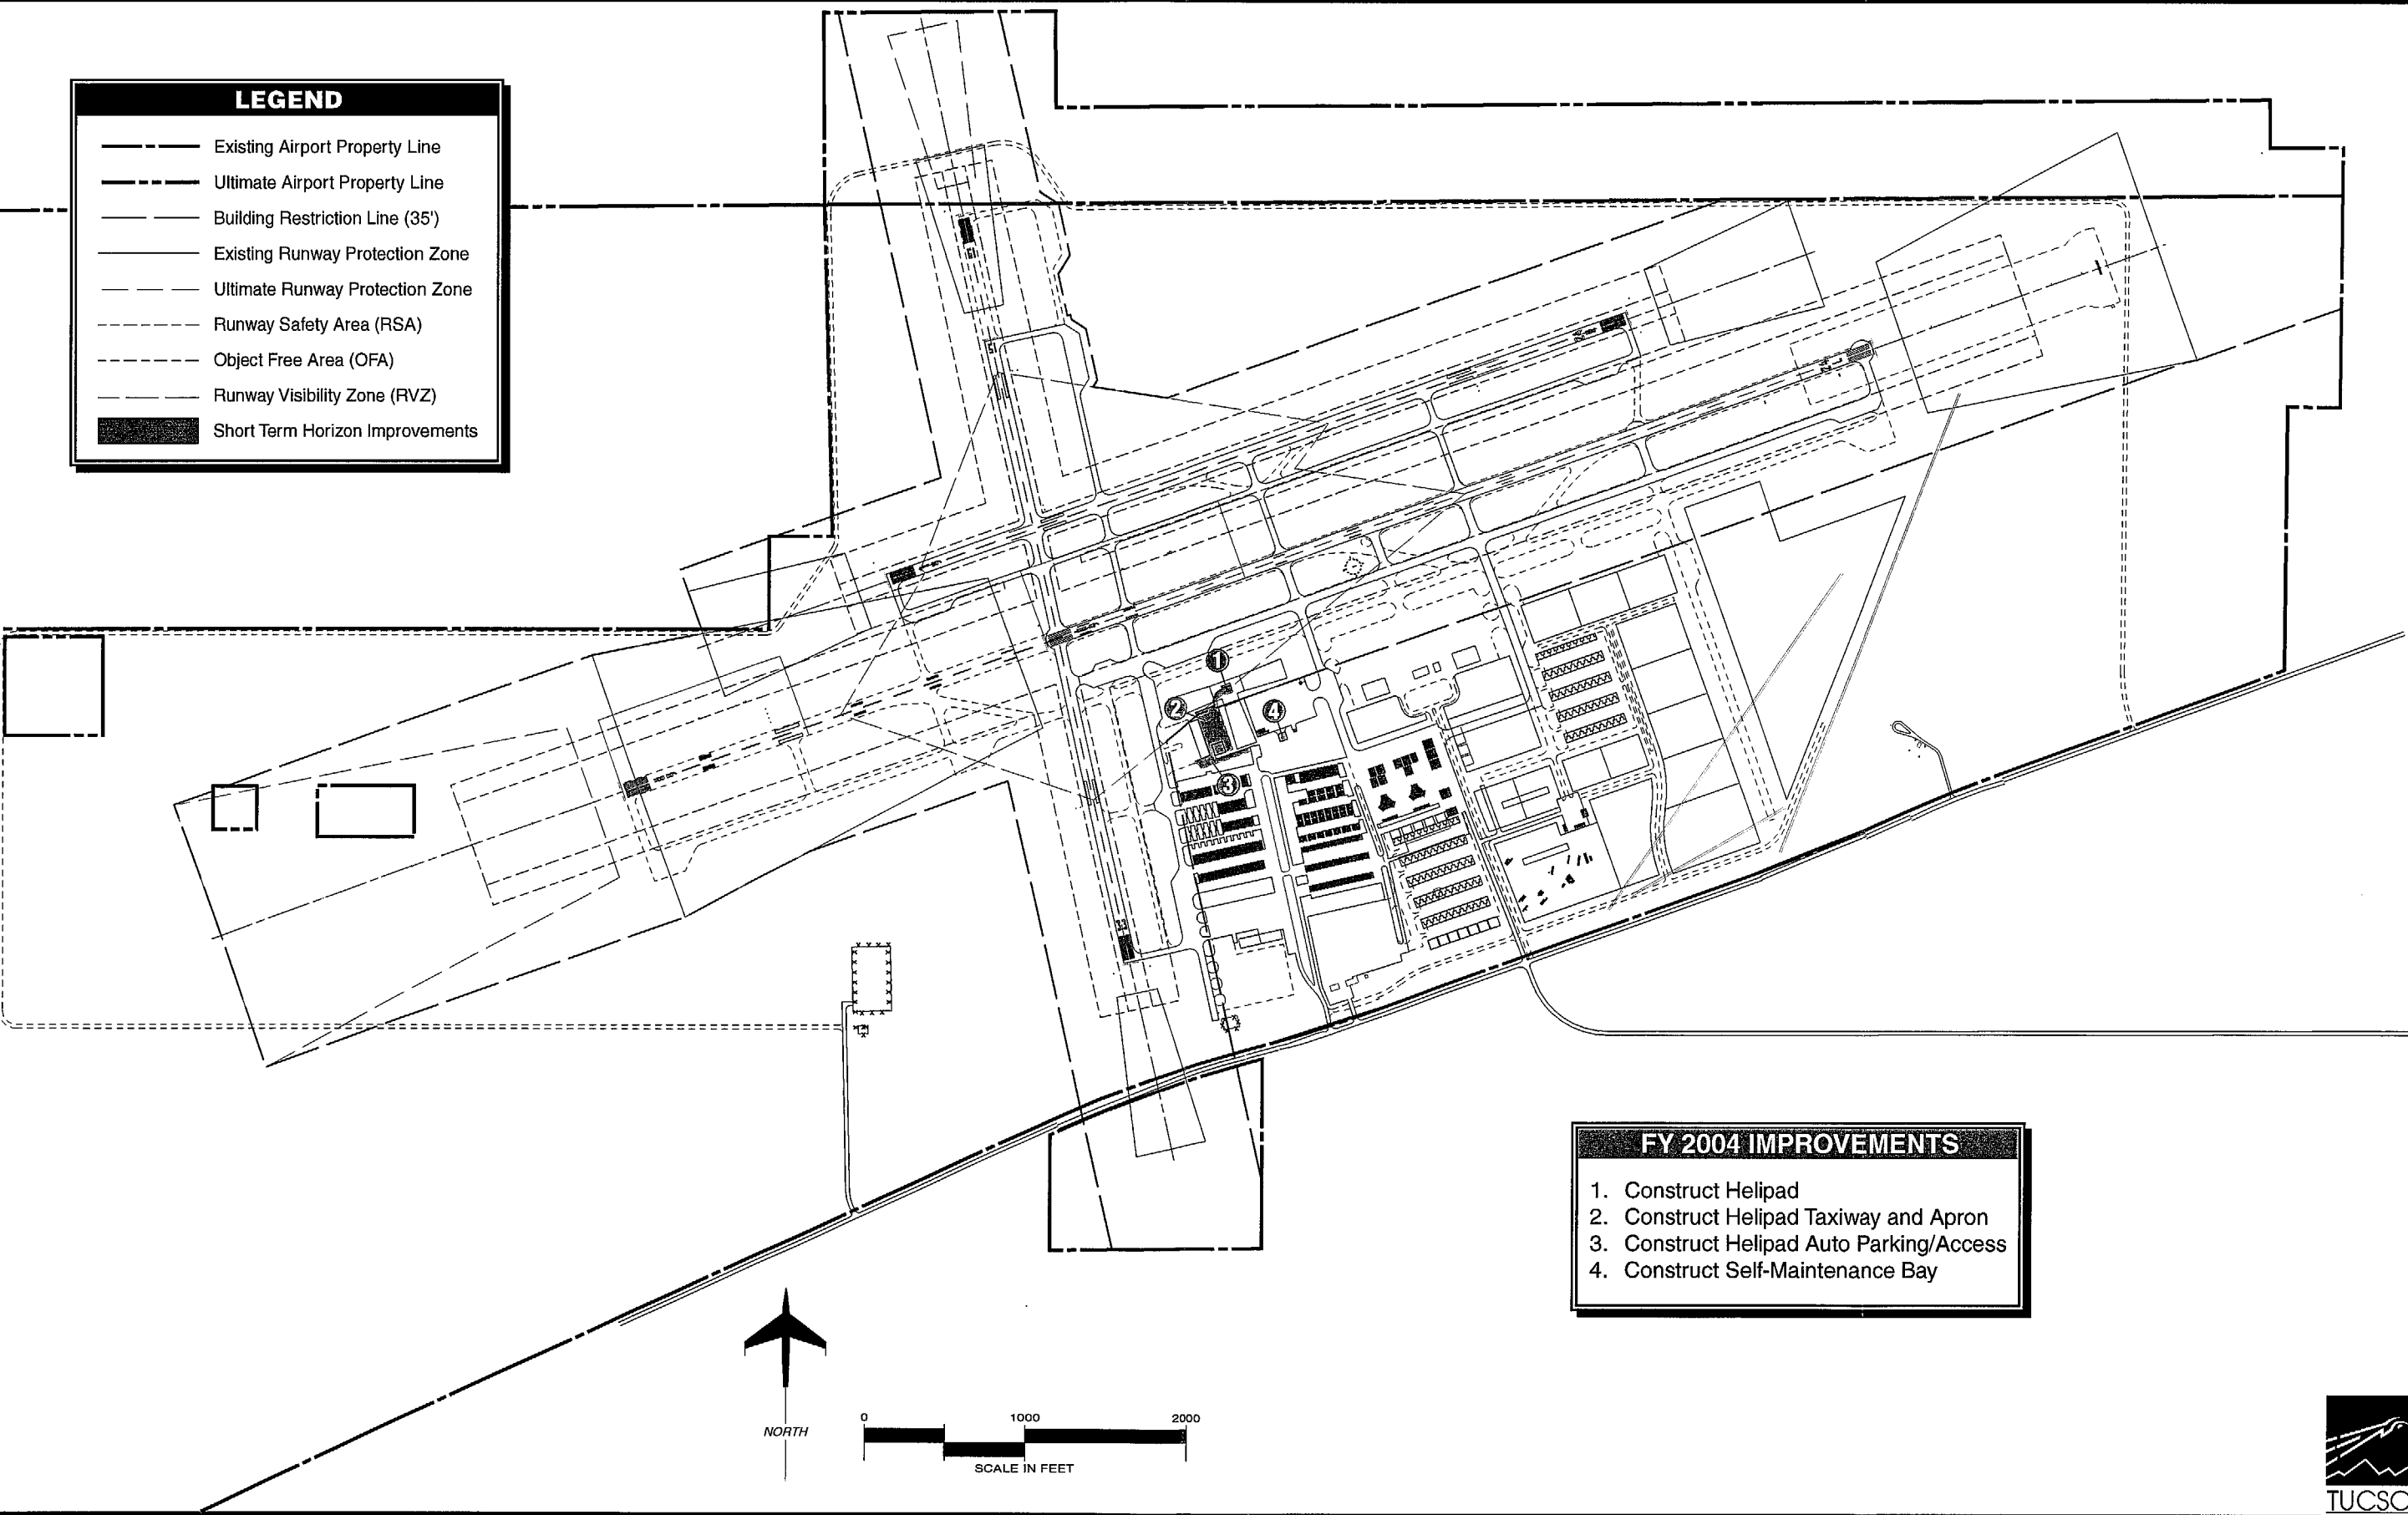 LEGEND
Existing Airport Property Line
Ultimate Airport Property Line
Building Restriction Line (35')
Existing Runway Protection Zone
Ultimate Runway Protection Zone
Runway Safety Area (RSA)
Object Free Area (OFA)
Runway Visibility Zone (RVZ)
Short Term Horizon Improvements
1
2
4
3
FY 2004 IMPROVEMENTS
1. Construct Helipad
2. Construct Helipad Taxiway and Apron
3. Construct Helipad Auto Parking/Access
4. Construct Self-Maintenance Bay
NORTH
0 1000 2000
SCALE IN FEET
TUCSO